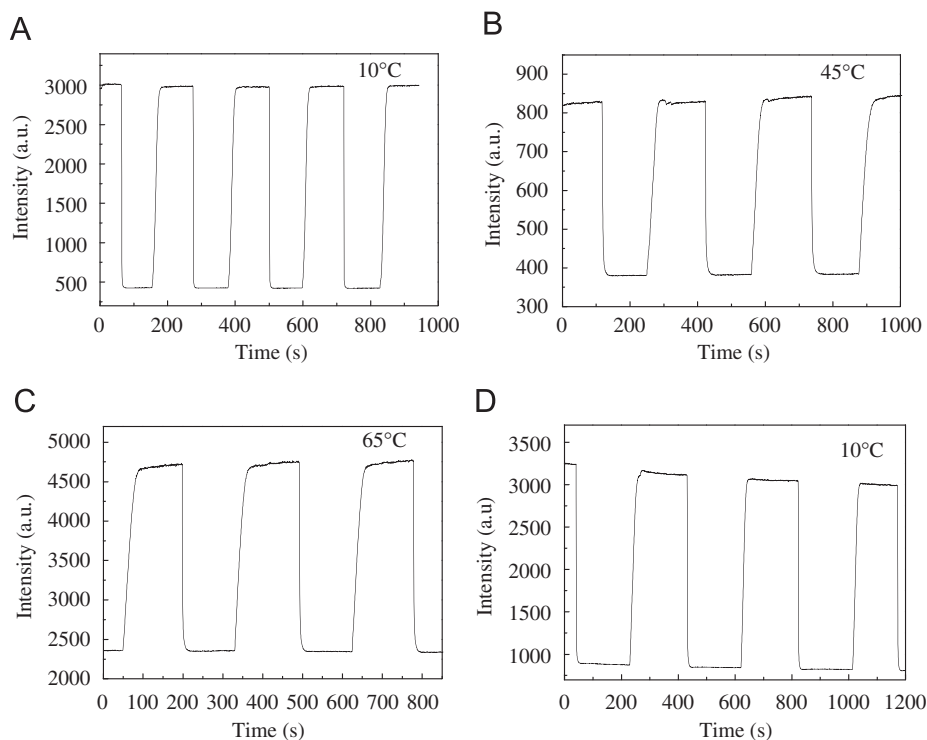 A
10°C
3000
2500
2000
1500
1000
500
0 200 400 600 800 1000
Intensity (a.u.)
Time (s)
B
45°C
900
800
700
600
500
400
300
0 200 400 600 800 1000
Intensity (a.u.)
Time (s)
C
65°C
5000
4500
4000
3500
3000
2500
2000
0 100 200 300 400 500 600 700 800
Intensity (a.u.)
Time (s)
D
10°C
3500
3000
2500
2000
1500
1000
0 200 400 600 800 1000 1200
Intensity (a.u)
Time (s)